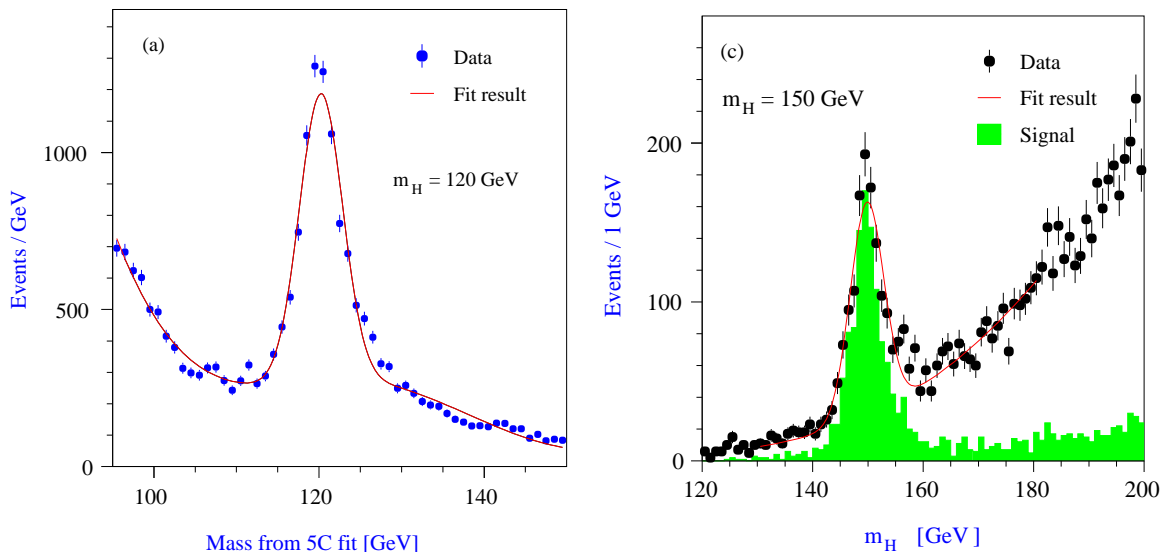 (a)
Data
Fit result
m_H = 120 GeV
Events / GeV
0
500
1000
100
120
140
Mass from 5C fit [GeV]
(c)
Data
m_H = 150 GeV
Fit result
Signal
Events / 1 GeV
0
100
200
120
140
160
180
200
m_H [GeV]